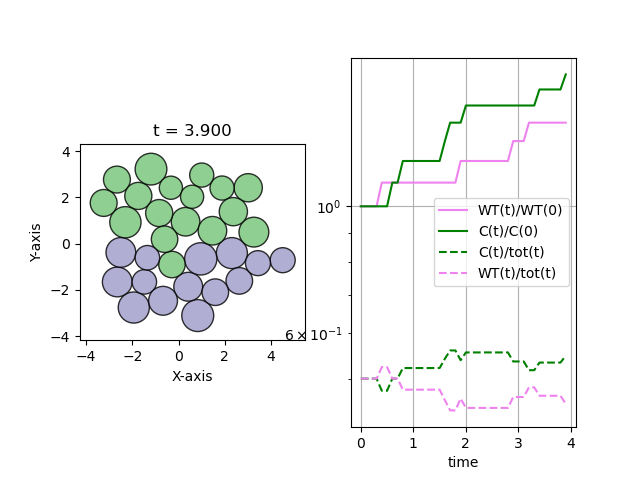 t = 3.900
Y-axis
4
2
0
−2
−4
−4
−2
0
2
4
X-axis
10⁰
6 × 10⁻¹
WT(t)/WT(0)
C(t)/C(0)
C(t)/tot(t)
WT(t)/tot(t)
0
1
2
3
4
time